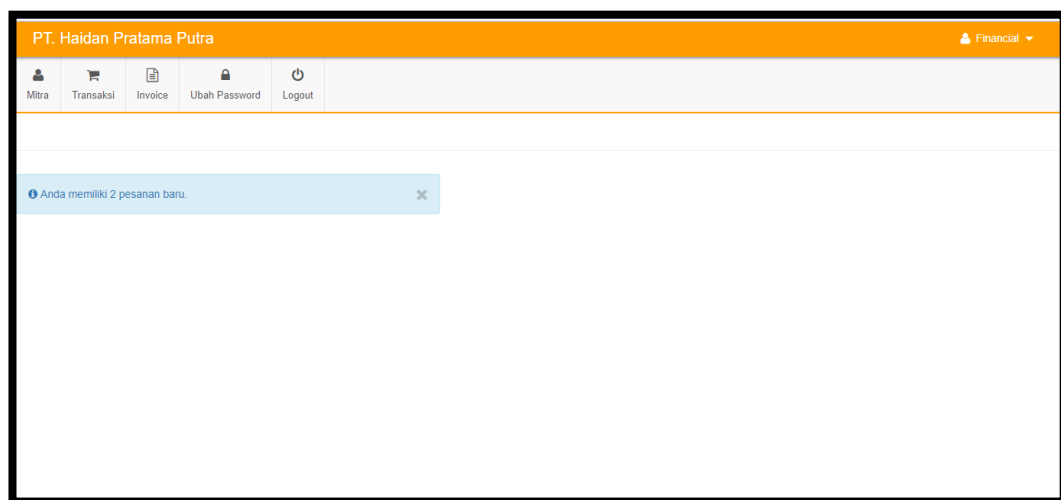 PT. Haidan Pratama Putra
Financial
Mitra Transaksi Invoice Ubah Password Logout
Anda memiliki 2 pesanan baru.